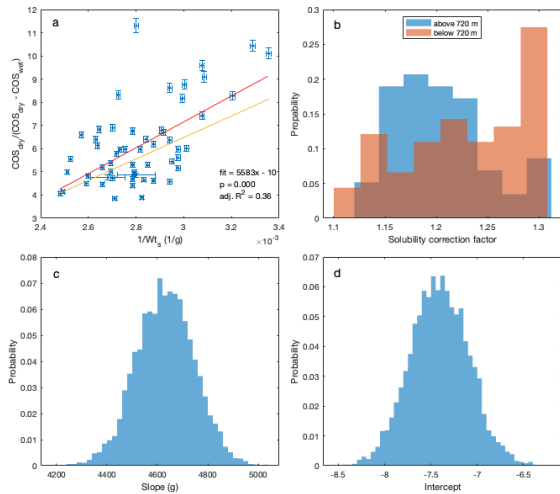 a
COS_dry/(COS_dry - COS_wet)
12
11
10
9
8
7
6
5
4
3
fit = 5583x - 10
p = 0.000
adj. R² = 0.36
2.4 2.6 2.8 3 3.2 3.4
1/Wt_s (1/g)
×10⁻³
b
above 720 m
below 720 m
Propability
0.3
0.25
0.2
0.15
0.1
0.05
0
1.1 1.15 1.2 1.25 1.3
Solubility correction factor
c
Probability
0.08
0.07
0.06
0.05
0.04
0.03
0.02
0.01
0
4200 4400 4600 4800 5000
Slope (g)
d
Probability
0.07
0.06
0.05
0.04
0.03
0.02
0.01
0
-8.5 -8 -7.5 -7 -6.5
Intercept